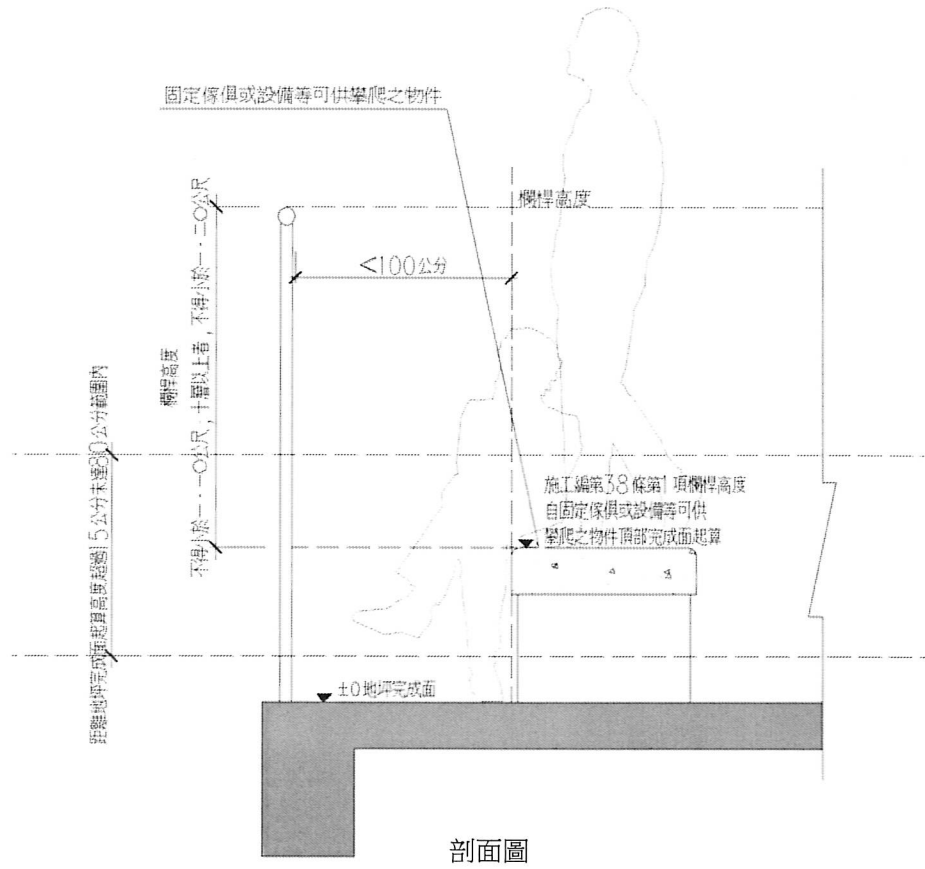 固定傢俱或設備等可供攀爬之物件
欄桿高度
<100公分
欄桿高度
不得小於一．一〇公尺，十層以上者，不得小於一．二〇公尺
距離地坪完成面起算高度超過15公分未達80公分範圍內
施工編第38條第1項欄桿高度
自固定傢俱或設備等可供
攀爬之物件頂部完成面起算
±0地坪完成面
剖面圖